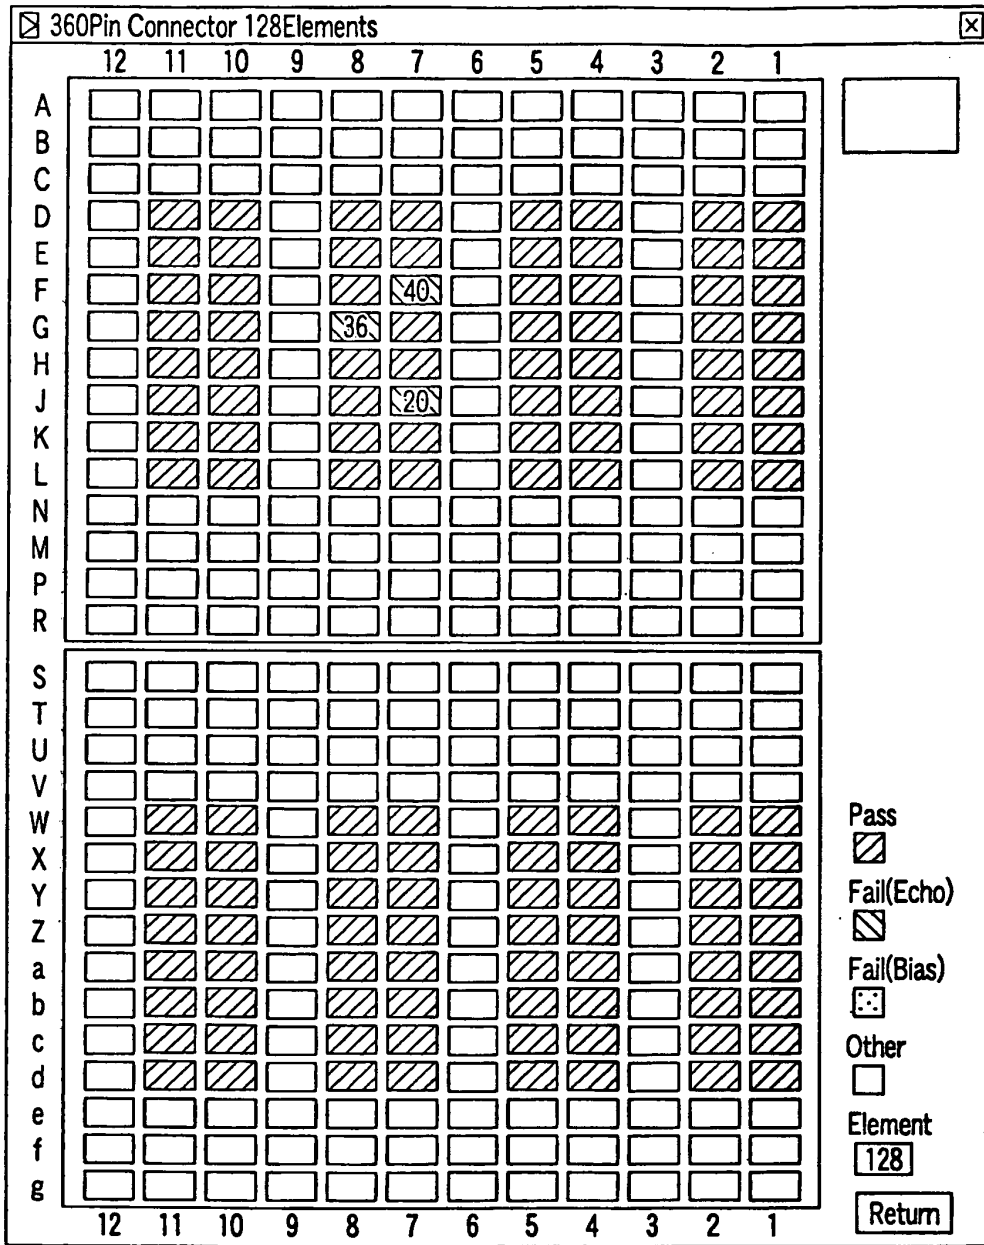 360Pin Connector 128Elements
12 11 10 9 8 7 6 5 4 3 2 1
A
B
C
D
E
F 40
G 36
H
J 20
K
L
N
M
P
R
S
T
U
V
W
X
Y
Z
a
b
c
d
e
f
g
12 11 10 9 8 7 6 5 4 3 2 1
Pass
Fail(Echo)
Fail(Bias)
Other
Element
128
Return